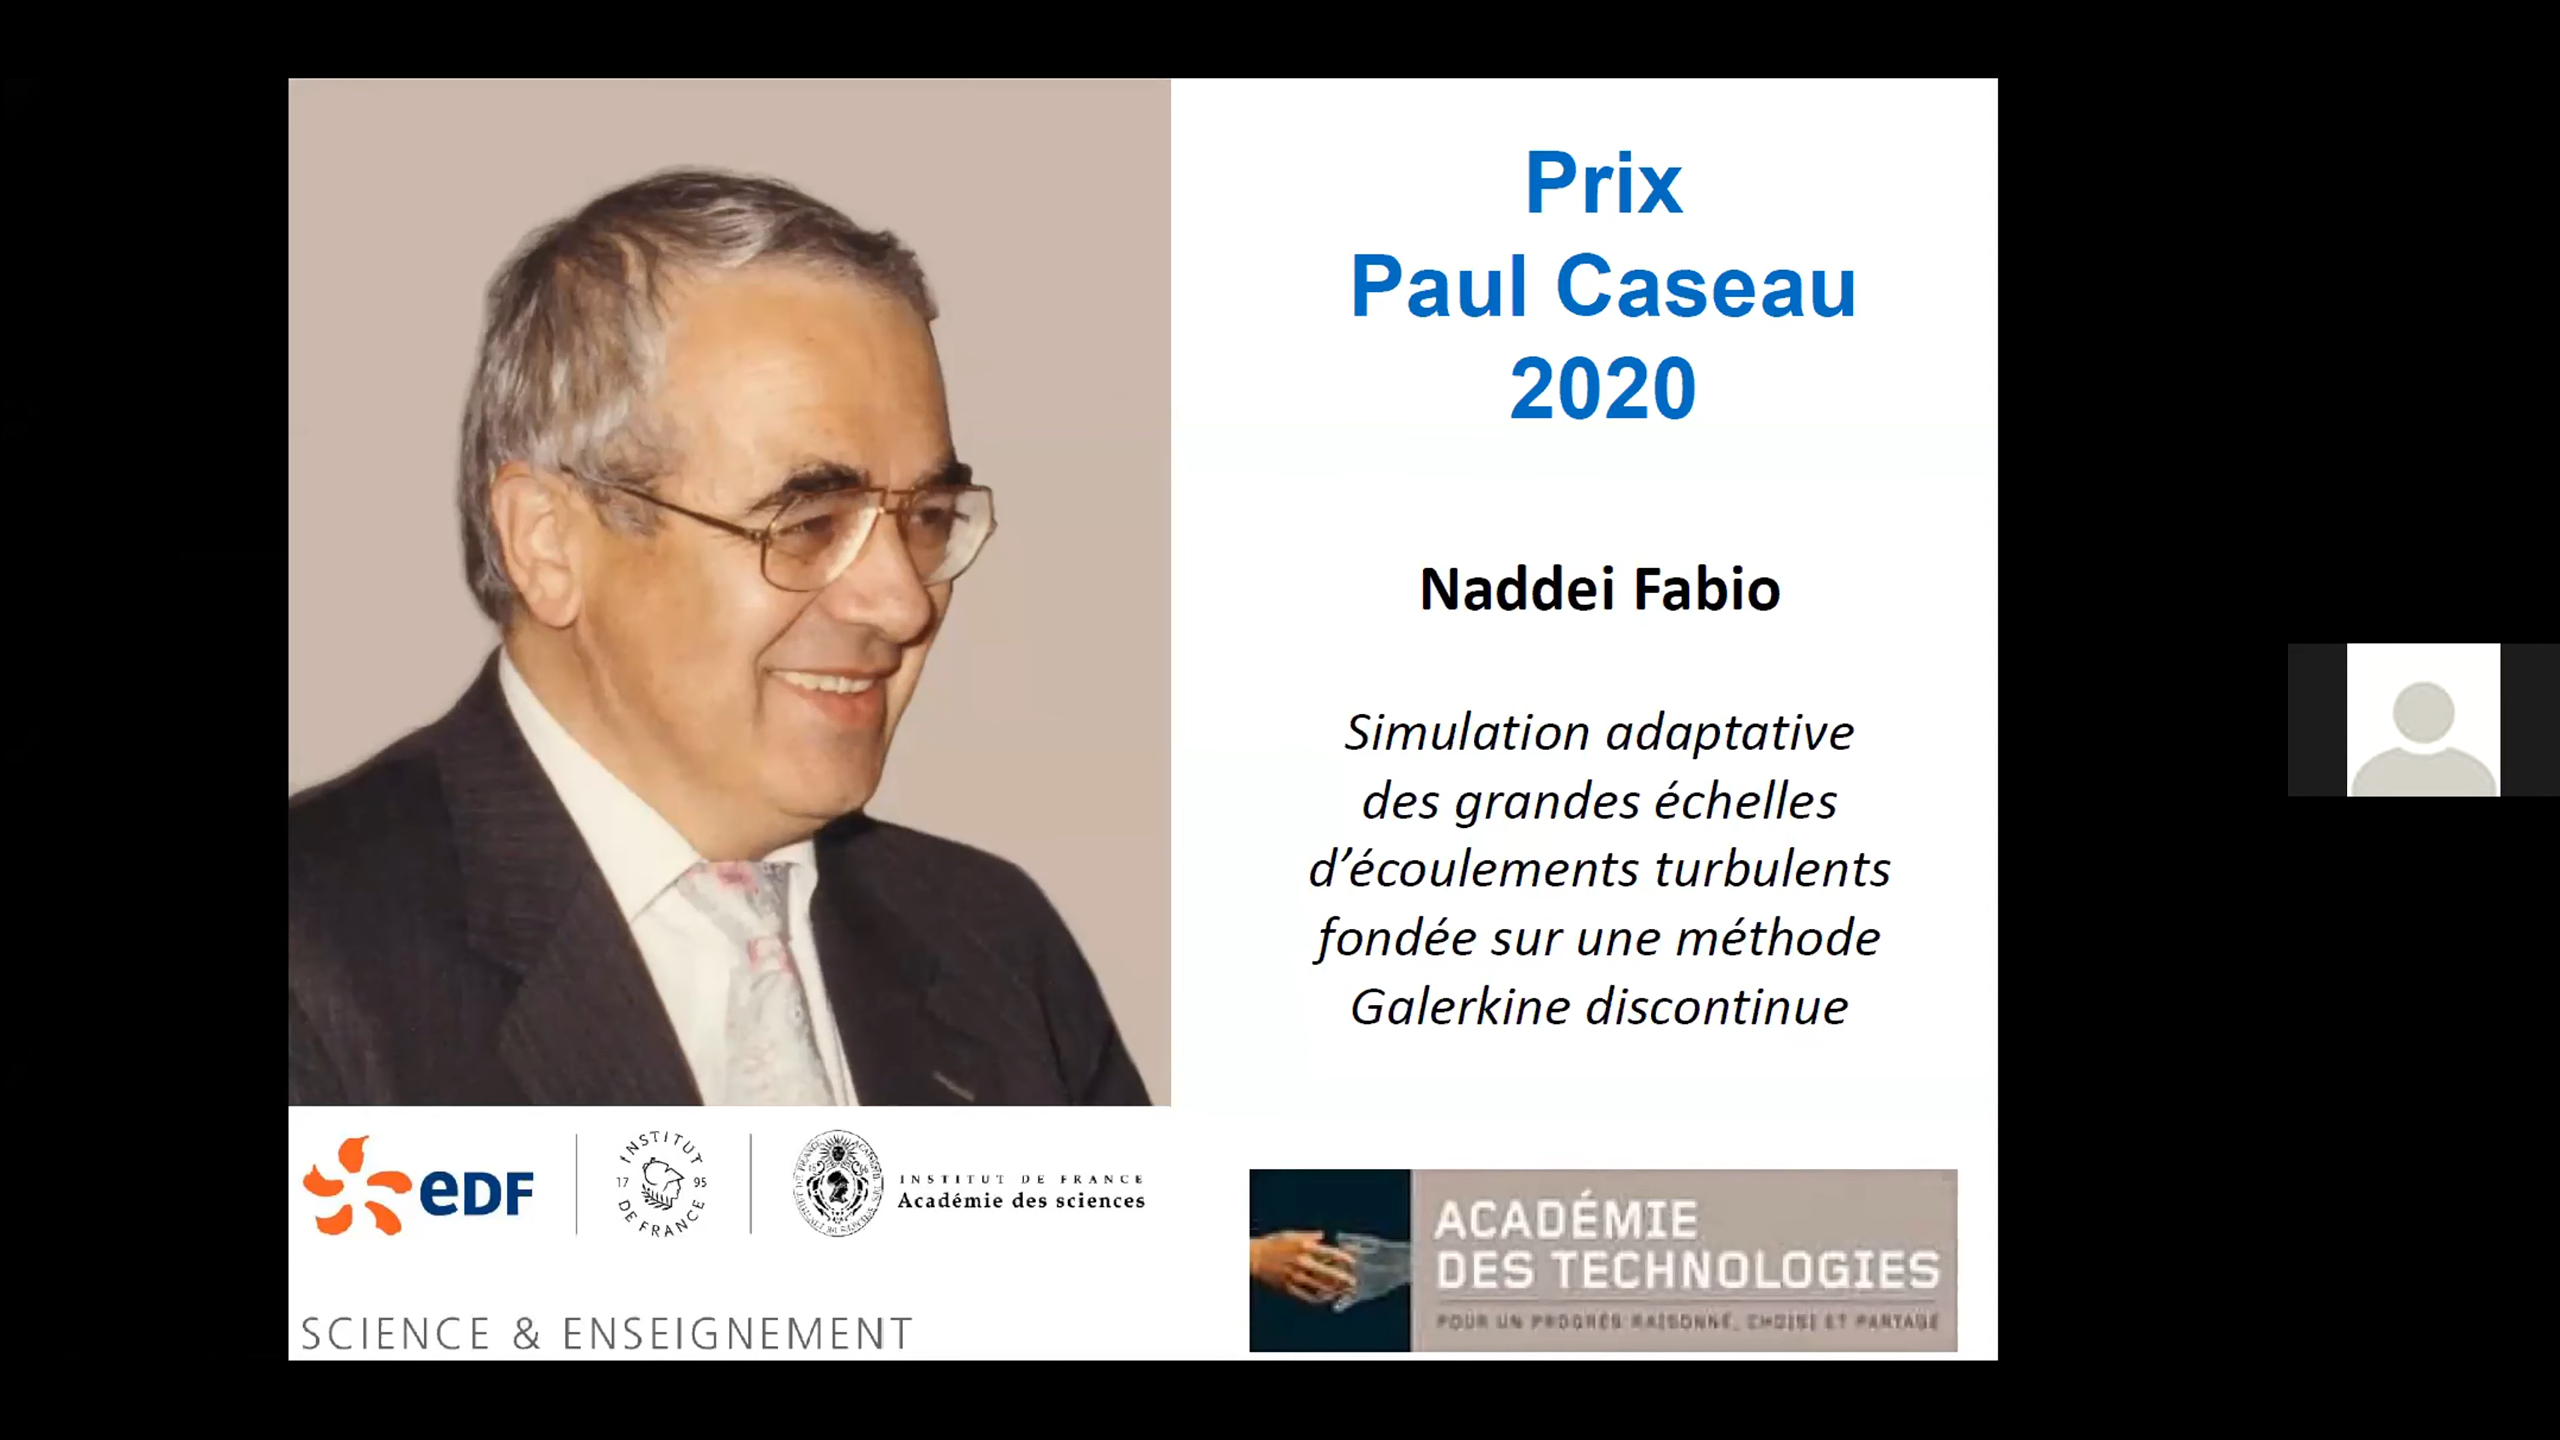 Prix
Paul Caseau
2020
Naddei Fabio
Simulation adaptative
des grandes échelles
d'écoulements turbulents
fondée sur une méthode
Galerkine discontinue
eDF
INSTITUT
17 95
DE FRANCE
INSTITUT DE FRANCE
Académie des sciences
SCIENCE & ENSEIGNEMENT
ACADÉMIE
DES TECHNOLOGIES
POUR UN PROGRÈS RAISONNÉ, CHOISI ET PARTAGÉ